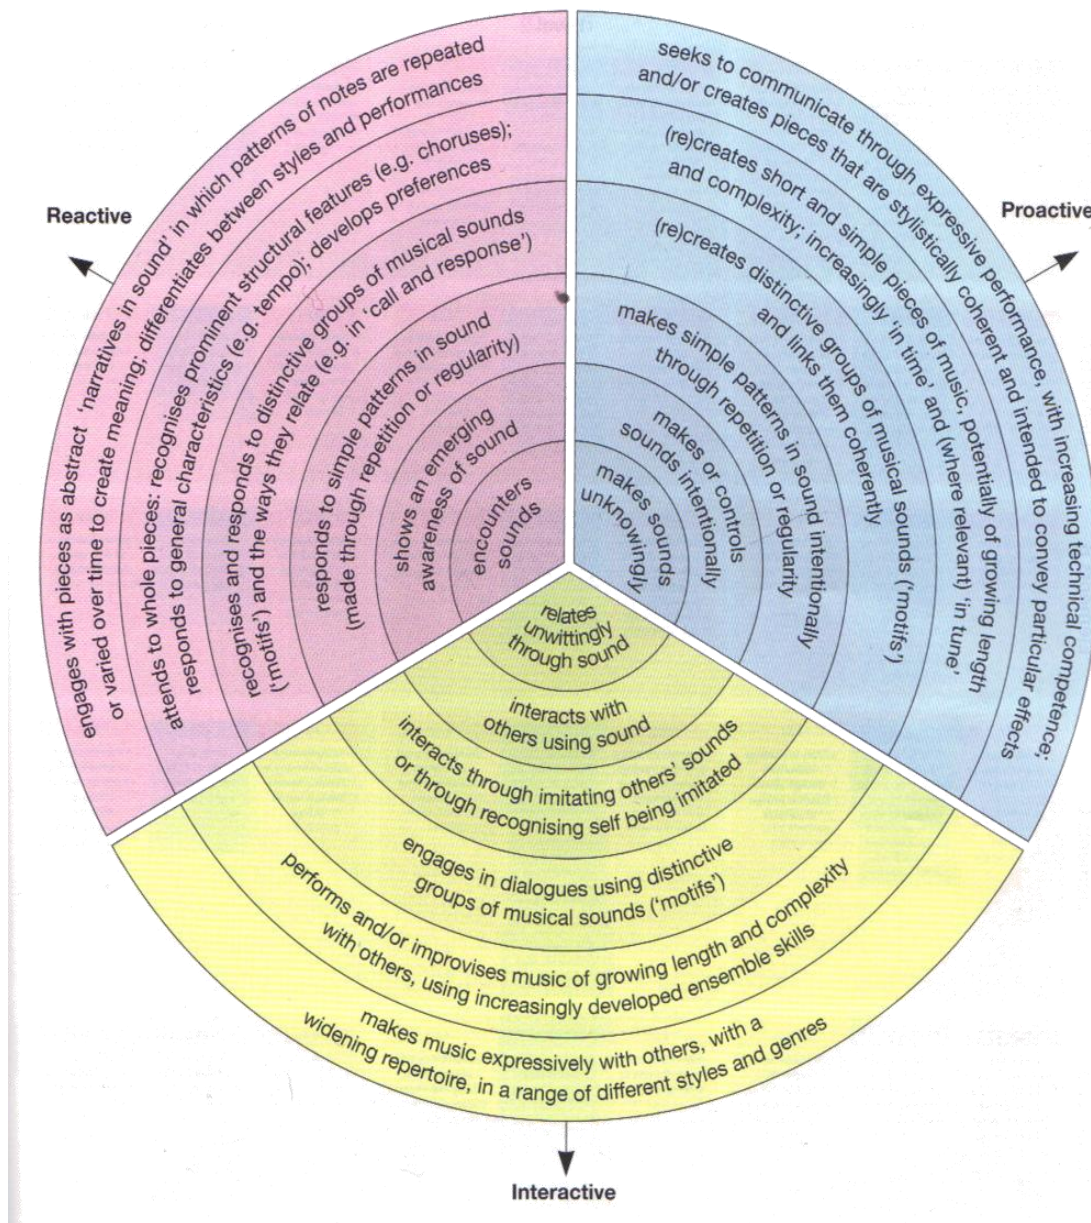 Reactive
engages with pieces as abstract 'narratives in sound' in which patterns of notes are repeated
or varied over time to create meaning; differentiates between styles and performances
attends to whole pieces: recognises prominent structural features (e.g. choruses);
responds to general characteristics (e.g. tempo); develops preferences
recognises and responds to distinctive groups of musical sounds
('motifs') and the ways they relate (e.g. in 'call and response')
responds to simple patterns in sound
(made through repetition or regularity)
shows an emerging
awareness of sound
encounters
sounds
Proactive
seeks to communicate through expressive performance, with increasing technical competence;
and/or creates pieces that are stylistically coherent and intended to convey particular effects
(re)creates short and simple pieces of music, potentially of growing length
and complexity; increasingly 'in time' and (where relevant) 'in tune'
(re)creates distinctive groups of musical sounds ('motifs')
and links them coherently
makes simple patterns in sound intentionally
through repetition or regularity
makes or controls
sounds intentionally
makes sounds
unknowingly
relates
unwittingly
through sound
interacts with
others using sound
interacts through imitating others' sounds
or through recognising self being imitated
engages in dialogues using distinctive
groups of musical sounds ('motifs')
performs and/or improvises music of growing length and complexity
with others, using increasingly developed ensemble skills
makes music expressively with others, with a
widening repertoire, in a range of different styles and genres
Interactive